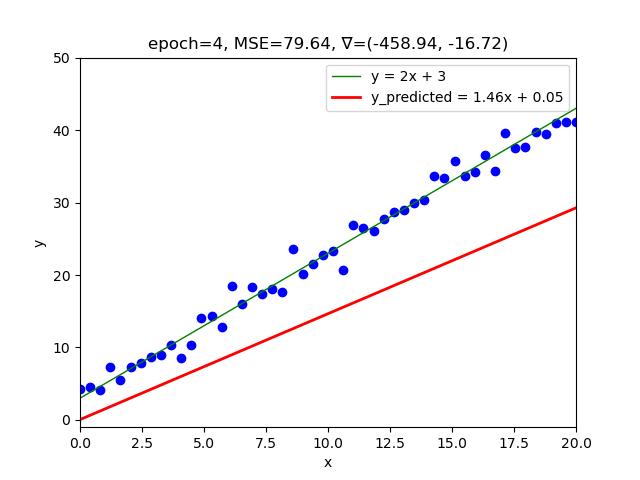 epoch=4, MSE=79.64, ∇=(-458.94, -16.72)
y = 2x + 3
y_predicted = 1.46x + 0.05
50
40
30
20
10
0
y
0.0 2.5 5.0 7.5 10.0 12.5 15.0 17.5 20.0
x